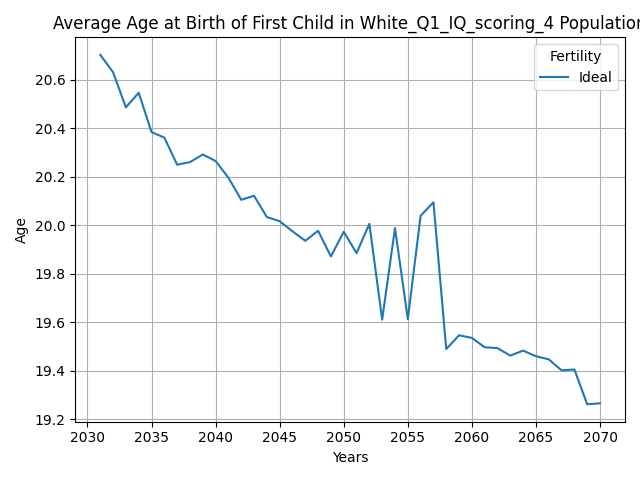 Average Age at Birth of First Child in White_Q1_IQ_scoring_4 Population
Fertility
Ideal
20.6
20.4
20.2
20.0
19.8
19.6
19.4
19.2
Age
2030 2035 2040 2045 2050 2055 2060 2065 2070
Years